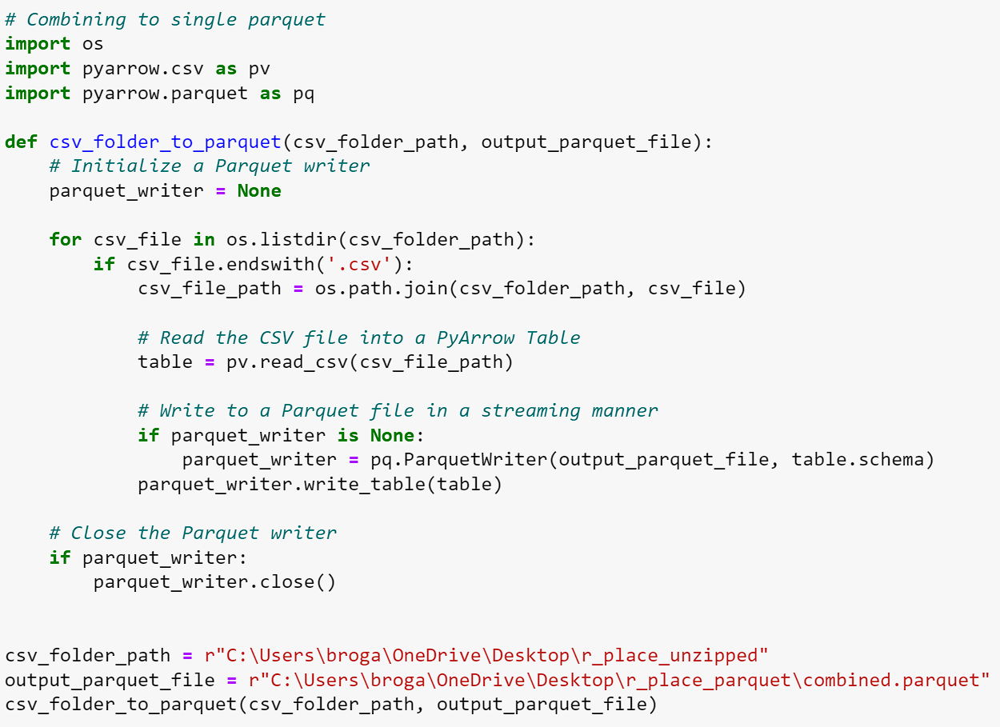 # Combining to single parquet
import os
import pyarrow.csv as pv
import pyarrow.parquet as pq

def csv_folder_to_parquet(csv_folder_path, output_parquet_file):
    # Initialize a Parquet writer
    parquet_writer = None

    for csv_file in os.listdir(csv_folder_path):
        if csv_file.endswith('.csv'):
            csv_file_path = os.path.join(csv_folder_path, csv_file)

            # Read the CSV file into a PyArrow Table
            table = pv.read_csv(csv_file_path)

            # Write to a Parquet file in a streaming manner
            if parquet_writer is None:
                parquet_writer = pq.ParquetWriter(output_parquet_file, table.schema)
            parquet_writer.write_table(table)

    # Close the Parquet writer
    if parquet_writer:
        parquet_writer.close()


csv_folder_path = r"C:\Users\broga\OneDrive\Desktop\r_place_unzipped"
output_parquet_file = r"C:\Users\broga\OneDrive\Desktop\r_place_parquet\combined.parquet"
csv_folder_to_parquet(csv_folder_path, output_parquet_file)